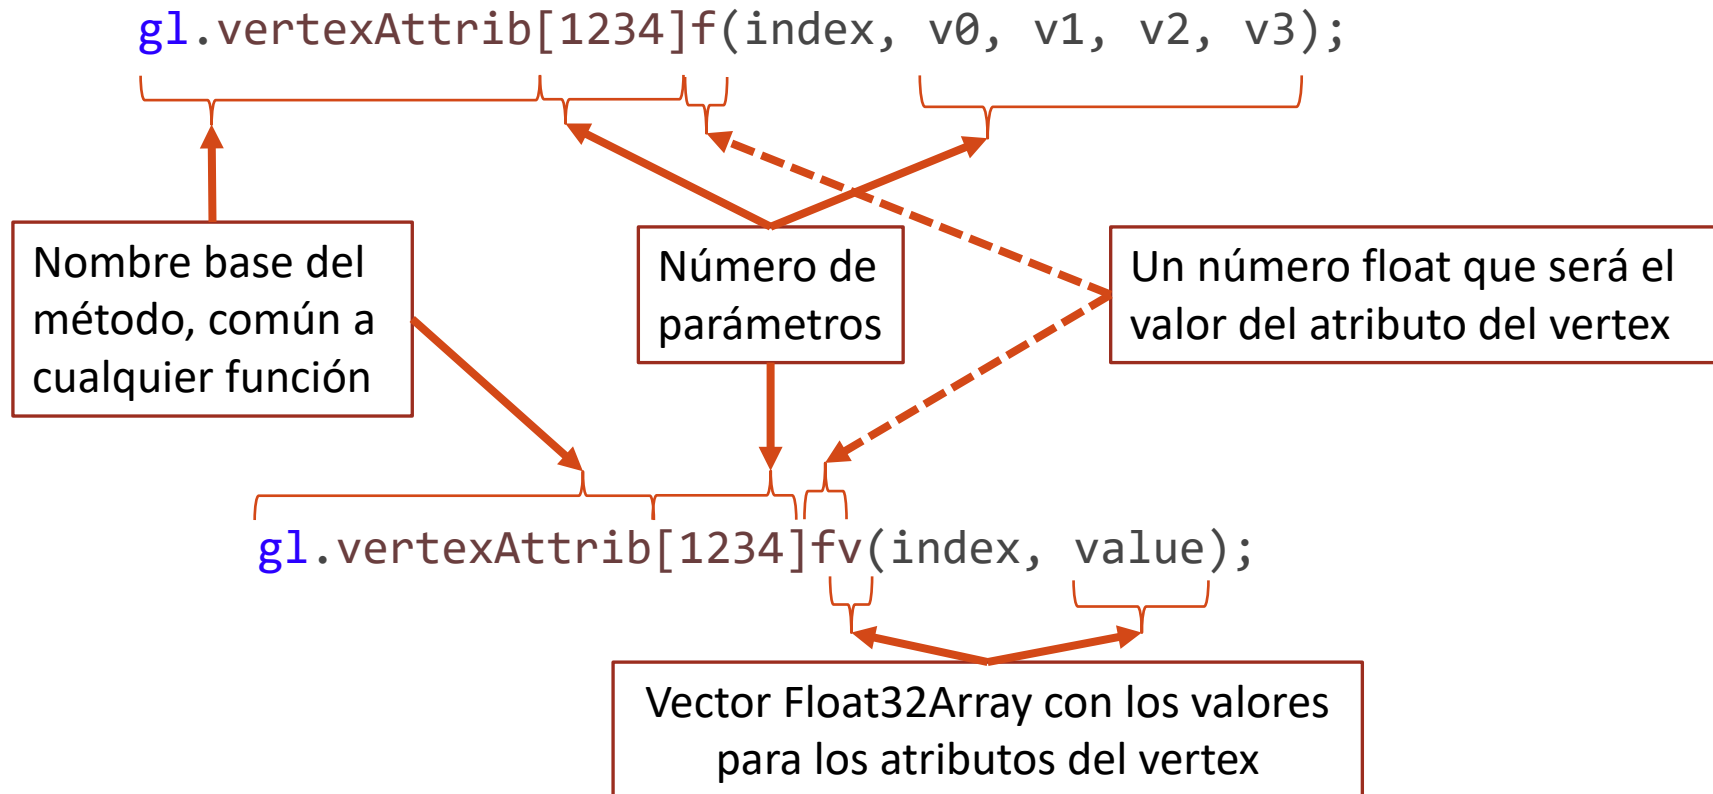 gl.vertexAttrib[1234]f(index, v0, v1, v2, v3);
Nombre base del
método, común a
cualquier función
Número de
parámetros
Un número float que será el
valor del atributo del vertex
gl.vertexAttrib[1234]fv(index, value);
Vector Float32Array con los valores
para los atributos del vertex